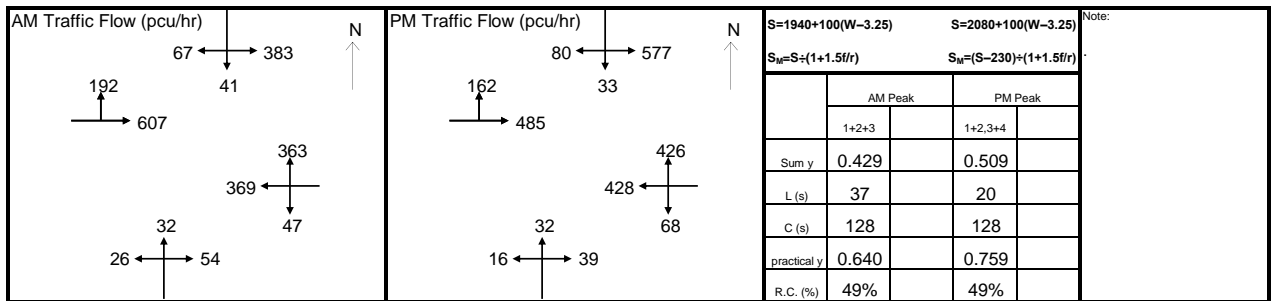 AM Traffic Flow (pcu/hr)
N
67 383
41
192
607
363
369
47
32
26 54
PM Traffic Flow (pcu/hr)
N
80 577
33
162
485
426
428
68
32
16 39
S=1940+100(W–3.25) S=2080+100(W–3.25)
S_M=S÷(1+1.5f/r) S_M=(S–230)÷(1+1.5f/r)
AM Peak PM Peak
1+2+3 1+2,3+4
Sum y 0.429 0.509
L (s) 37 20
C (s) 128 128
practical y 0.640 0.759
R.C. (%) 49% 49%
Note:
.